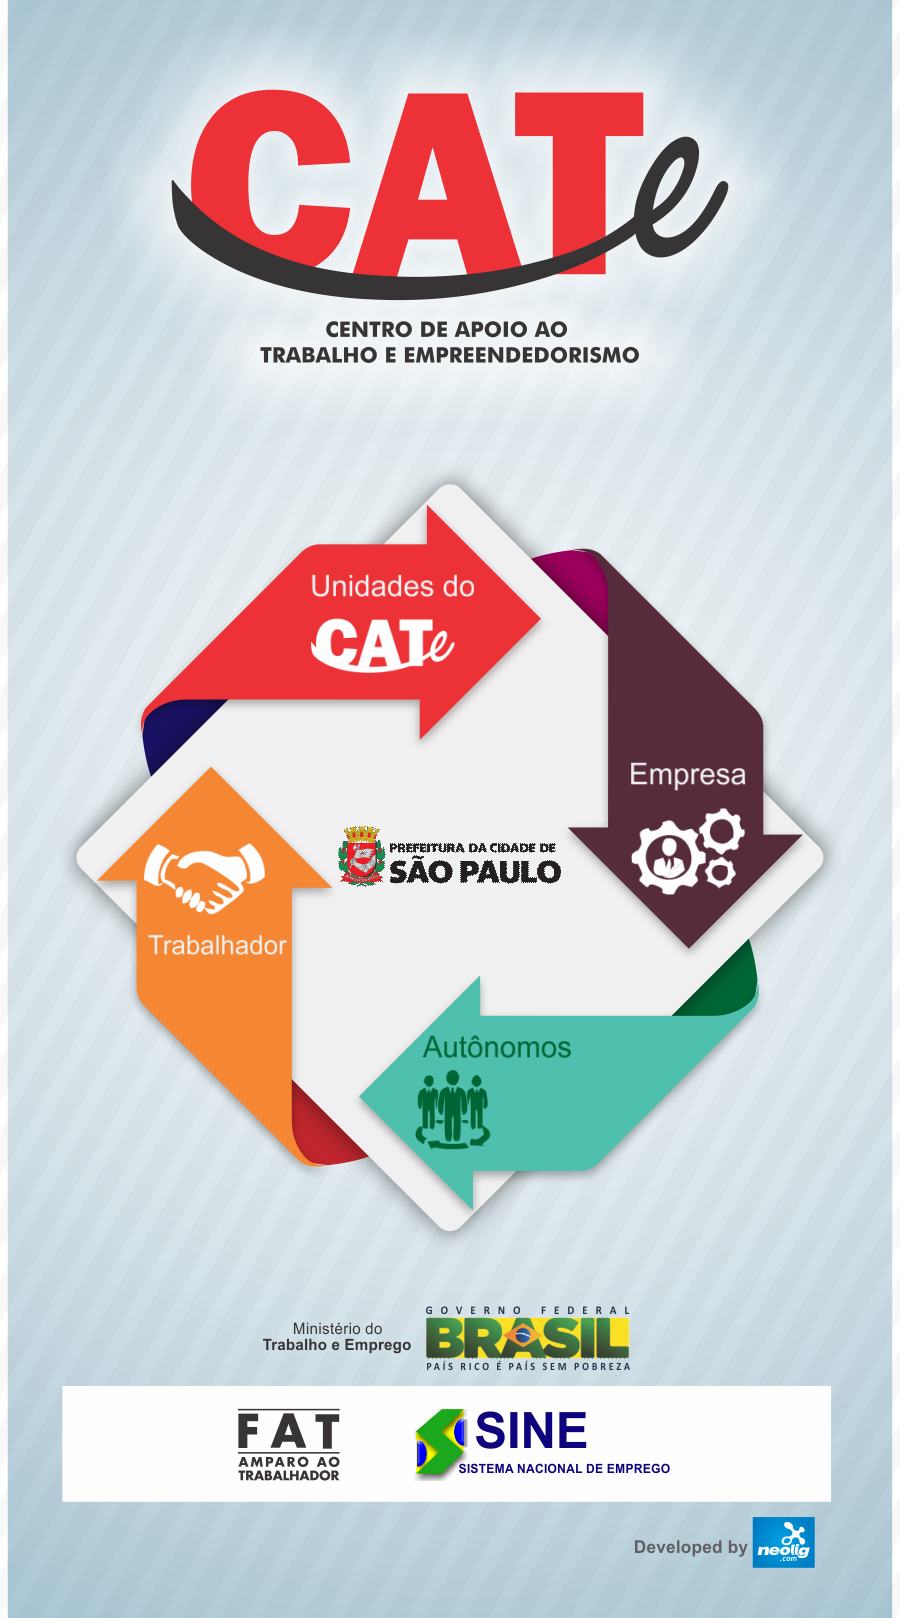 CATe
CENTRO DE APOIO AO
TRABALHO E EMPREENDEDORISMO
Unidades do
CATe
Empresa
PREFEITURA DA CIDADE DE
SÃO PAULO
Trabalhador
Autônomos
Ministério do
Trabalho e Emprego
GOVERNO FEDERAL
BRASIL
PAÍS RICO É PAÍS SEM POBREZA
FAT
AMPARO AO
TRABALHADOR
SINE
SISTEMA NACIONAL DE EMPREGO
Developed by
neolig
.com